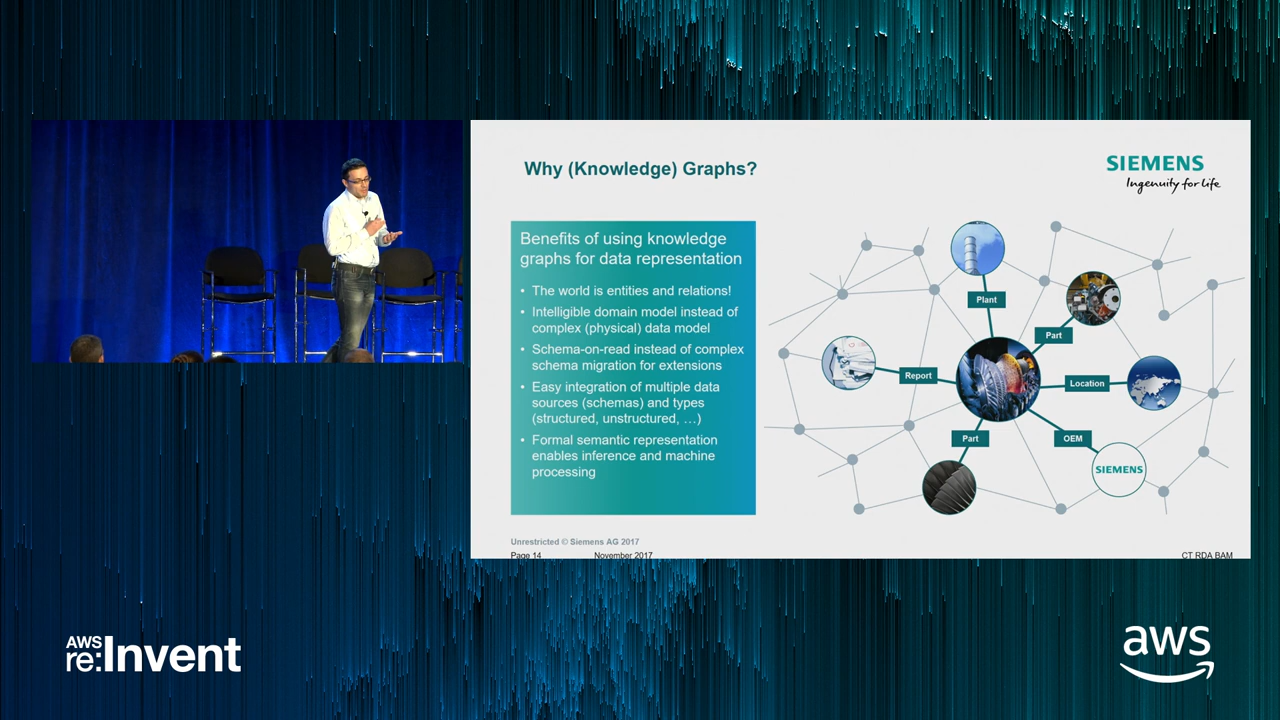 Why (Knowledge) Graphs?
SIEMENS
Ingenuity for life
Benefits of using knowledge
graphs for data representation
• The world is entities and relations!
• Intelligible domain model instead of
complex (physical) data model
• Schema-on-read instead of complex
schema migration for extensions
• Easy integration of multiple data
sources (schemas) and types
(structured, unstructured, …)
• Formal semantic representation
enables inference and machine
processing
Plant
Part
Report
Location
Part
OEM
SIEMENS
Unrestricted © Siemens AG 2017
Page 14 November 2017 CT RDA BAM
AWS
re:Invent
aws